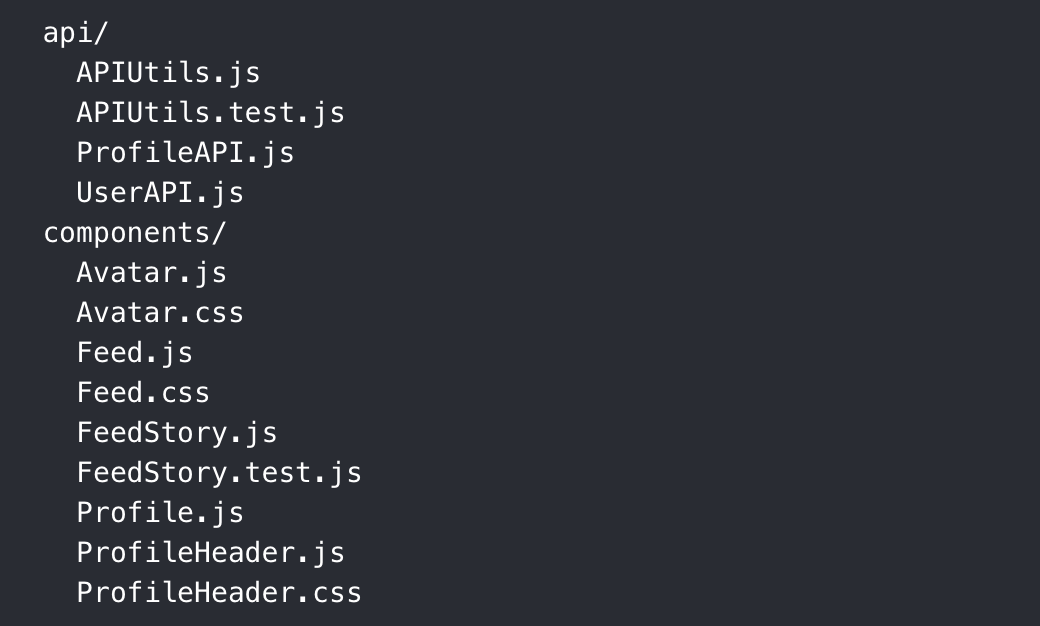 api/
  APIUtils.js
  APIUtils.test.js
  ProfileAPI.js
  UserAPI.js
components/
  Avatar.js
  Avatar.css
  Feed.js
  Feed.css
  FeedStory.js
  FeedStory.test.js
  Profile.js
  ProfileHeader.js
  ProfileHeader.css